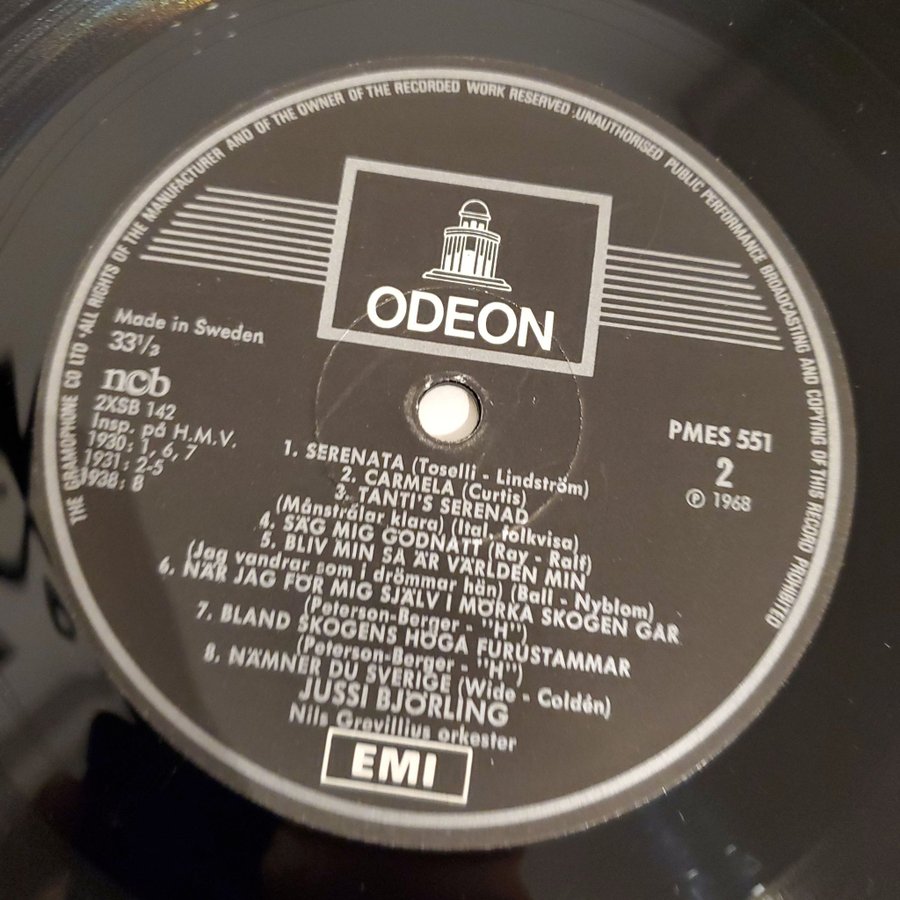 THE GRAMOPHONE CO LTD · ALL RIGHTS OF THE MANUFACTURER AND OF THE OWNER OF THE RECORDED WORK RESERVED . UNAUTHORISED PUBLIC PERFORMANCE BROADCASTING AND COPYING OF THIS RECORD PROHIBITED
ODEON
Made in Sweden
33 1/3
ncb
2XSB 142
Insp. på H.M.V.
1930: 1, 6, 7
1931: 2-5
1938: 8
PMES 551
2
Ⓟ 1968
1. SERENATA (Toselli - Lindström)
2. CARMELA (Curtis)
3. TANTI'S SERENAD
(Månstrålar klara) (Ital. folkvisa)
4. SÄG MIG GODNATT (Ray - Ralf)
5. BLIV MIN SA ÄR VÄRLDEN MIN
(Jag vandrar som i drömmar hän) (Ball - Nyblom)
6. NÄR JAG FÖR MIG SJÄLV I MÖRKA SKOGEN GAR
(Peterson-Berger - "H")
7. BLAND SKOGENS HÖGA FURUSTAMMAR
(Peterson-Berger - "H")
8. NÄMNER DU SVERIGE (Wide - Coldén)
JUSSI BJÖRLING
Nils Grevillius orkester
EMI